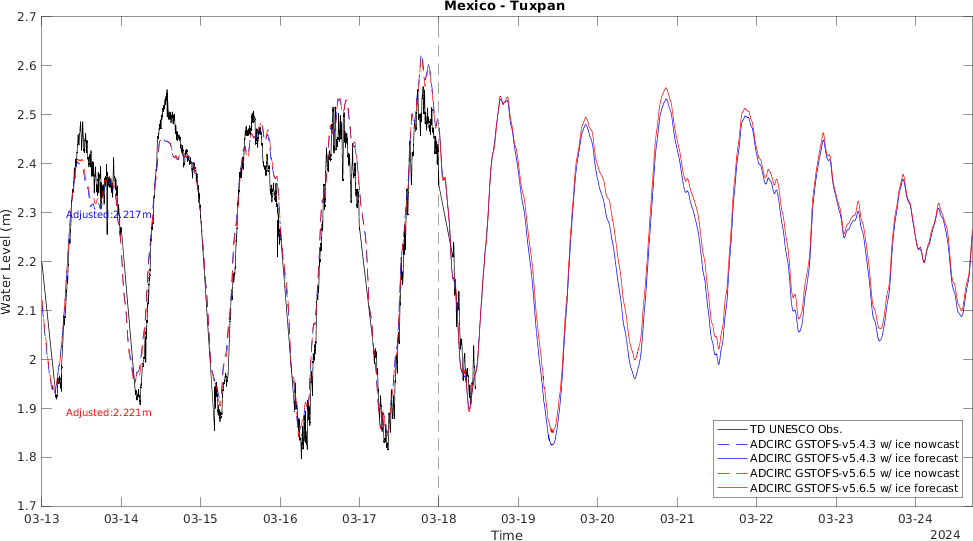 Mexico - Tuxpan
2.7
2.6
2.5
2.4
2.3
2.2
2.1
2
1.9
1.8
1.7
Water Level (m)
Adjusted:2.217m
Adjusted:2.221m
TD UNESCO Obs.
ADCIRC GSTOFS-v5.4.3 w/ ice nowcast
ADCIRC GSTOFS-v5.4.3 w/ ice forecast
ADCIRC GSTOFS-v5.6.5 w/ ice nowcast
ADCIRC GSTOFS-v5.6.5 w/ ice forecast
03-13 03-14 03-15 03-16 03-17 03-18 03-19 03-20 03-21 03-22 03-23 03-24
Time
2024